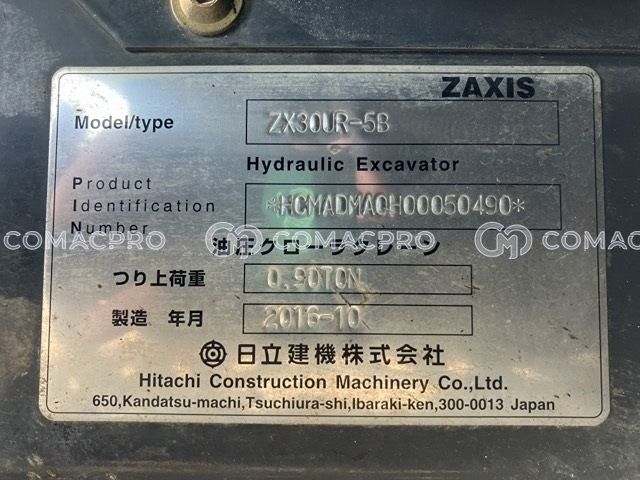 ZAXIS
Model/type ZX30UR-5B
Hydraulic Excavator
Product
Identification *HCMADMAQH00050490*
Number
COMACPRO COMACPRO COMACPRO
油圧クローラクレーン
つり上荷重 0.90TON
製造 年月 2016-10
日立建機株式会社
Hitachi Construction Machinery Co.,Ltd.
650,Kandatsu-machi,Tsuchiura-shi,Ibaraki-ken,300-0013 Japan